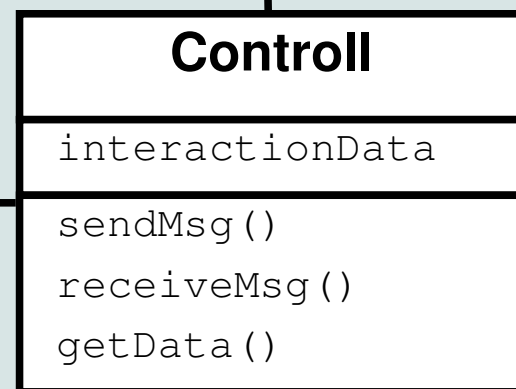 Controll
interactionData
sendMsg()
receiveMsg()
getData()